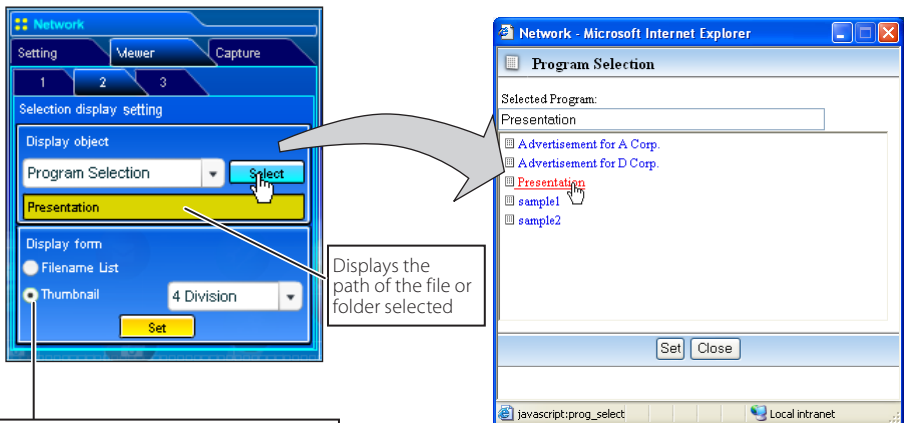 Network
Setting Viewer Capture
1 2 3
Selection display setting
Display object
Program Selection Select
Presentation
Display form
Filename List
Thumbnail 4 Division
Set
Displays the
path of the file or
folder selected
Network - Microsoft Internet Explorer
Program Selection
Selected Program:
Presentation
Advertisement for A Corp.
Advertisement for D Corp.
Presentation
sample1
sample2
Set Close
javascript:prog_select Local intranet